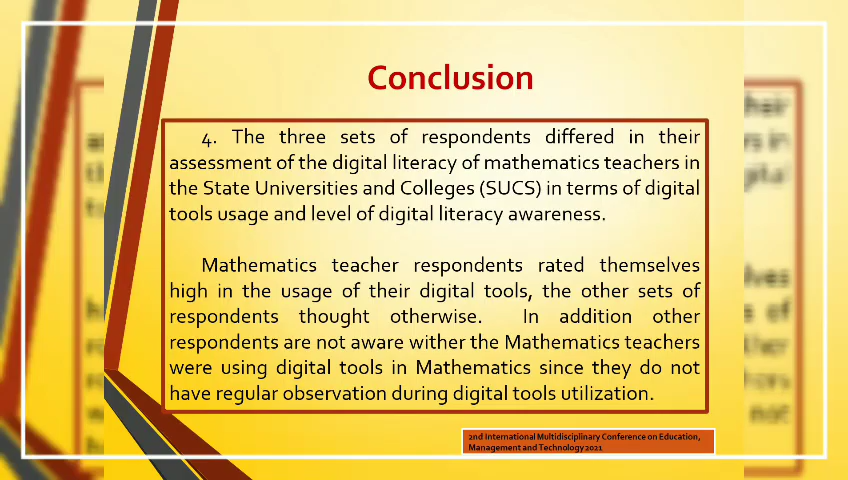 Conclusion
4. The three sets of respondents differed in their
assessment of the digital literacy of mathematics teachers in
the State Universities and Colleges (SUCS) in terms of digital
tools usage and level of digital literacy awareness.
Mathematics teacher respondents rated themselves
high in the usage of their digital tools, the other sets of
respondents thought otherwise. In addition other
respondents are not aware wither the Mathematics teachers
were using digital tools in Mathematics since they do not
have regular observation during digital tools utilization.
2nd International Multidisciplinary Conference on Education,
Management and Technology 2021